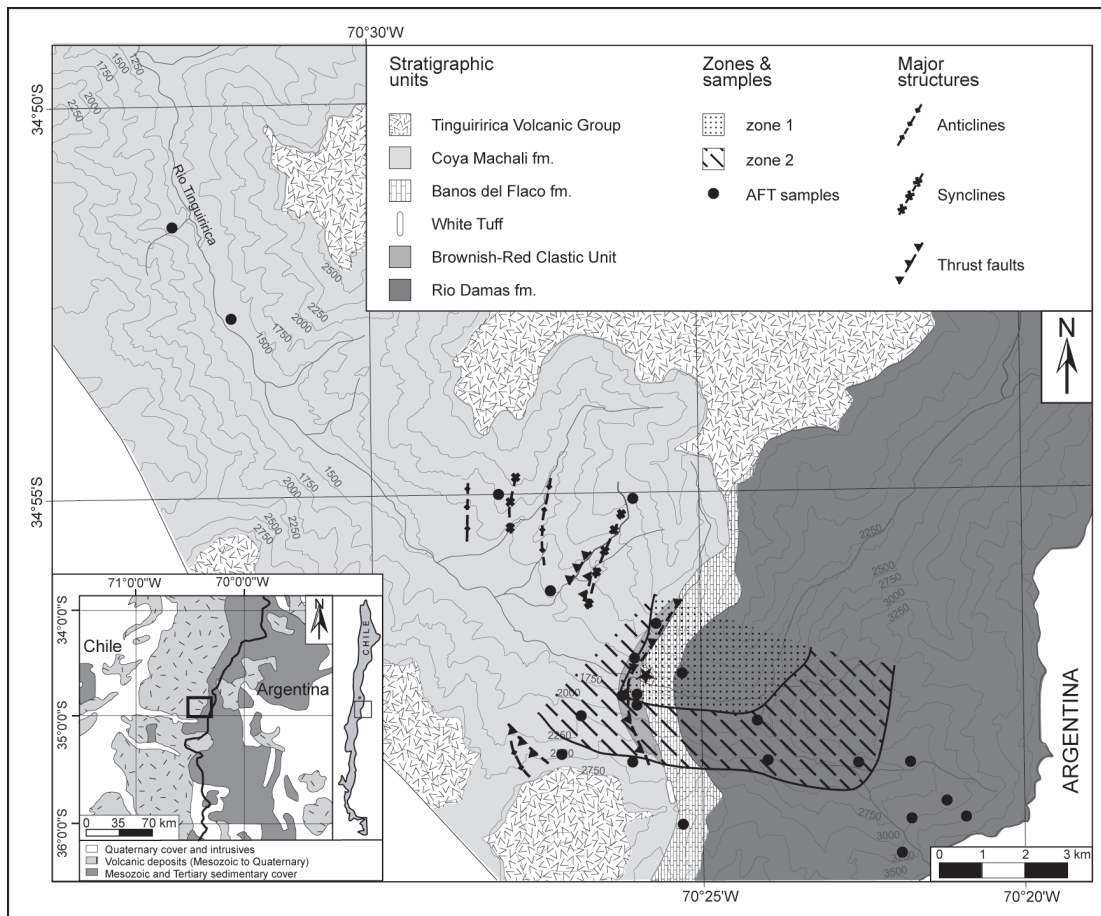 70°30'W
34°50'S
34°55'S
70°25'W
70°20'W
Stratigraphic
units
Tinguiririca Volcanic Group
Coya Machali fm.
Banos del Flaco fm.
White Tuff
Brownish-Red Clastic Unit
Rio Damas fm.
Zones &
samples
zone 1
zone 2
AFT samples
Major
structures
Anticlines
Synclines
Thrust faults
N
1250
1500
1750
2000
2250
Rio Tinguiririca
2500
2250
2000
1750
1500
1500
1750
2000
2250
2500
2750
2250
2500
2750
3000
3250
1750
2000
2250
2750
2750
3000
3500
ARGENTINA
0 1 2 3 km
71°0'0"W 70°0'0"W
34°0'0"S
35°0'0"S
36°0'0"S
N
Chile
Argentina
CHILE
0 35 70 km
Quaternary cover and intrusives
Volcanic deposits (Mesozoic to Quaternary)
Mesozoic and Tertiary sedimentary cover